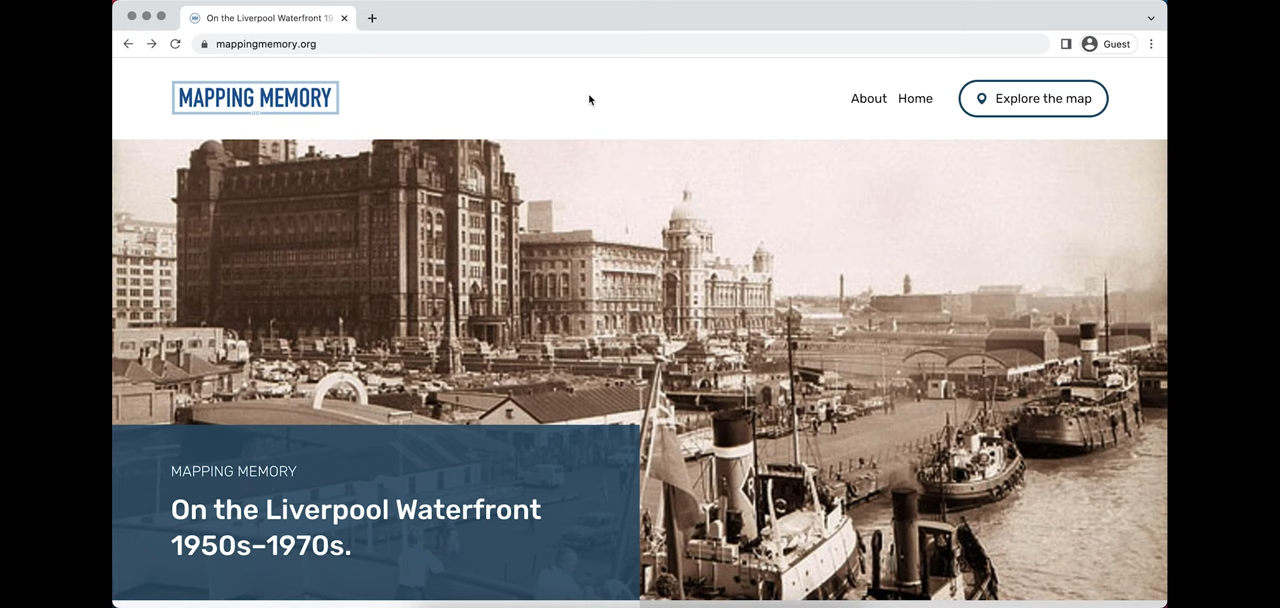 On the Liverpool Waterfront 19
mappingmemory.org
Guest
MAPPING MEMORY
About
Home
Explore the map
MAPPING MEMORY
On the Liverpool Waterfront
1950s–1970s.